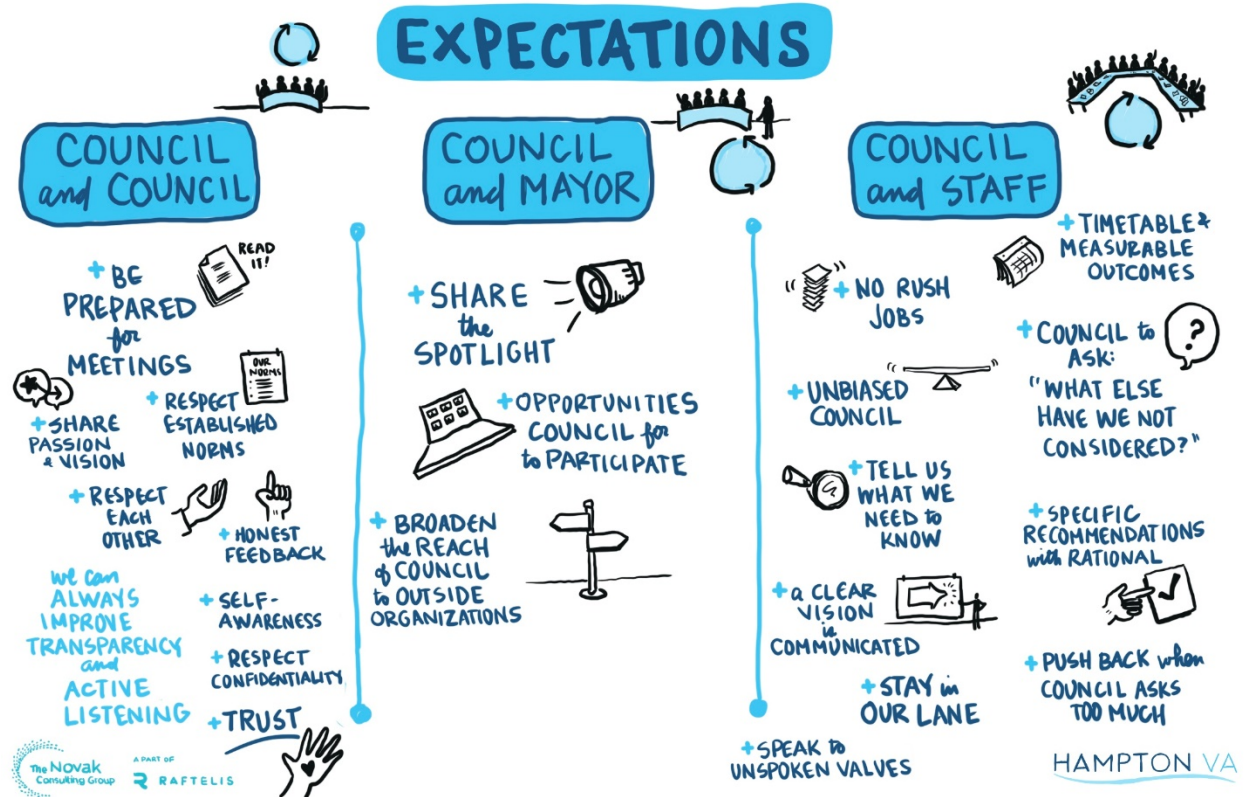 EXPECTATIONS
COUNCIL
and COUNCIL
READ
IT!
+ BE
PREPARED
for
MEETINGS
OUR
NORMS
+ SHARE
PASSION
& VISION
+ RESPECT
ESTABLISHED
NORMS
+ RESPECT
EACH
OTHER
+ HONEST
FEEDBACK
we can
ALWAYS
IMPROVE
TRANSPARENCY
and
ACTIVE
LISTENING
+ SELF-
AWARENESS
+ RESPECT
CONFIDENTIALITY
+ TRUST
COUNCIL
and MAYOR
+ SHARE
the
SPOTLIGHT
+ OPPORTUNITIES
COUNCIL for
to PARTICIPATE
+ BROADEN
the REACH
of COUNCIL
to OUTSIDE
ORGANIZATIONS
COUNCIL
and STAFF
+ NO RUSH
JOBS
+ UNBIASED
COUNCIL
+ TELL US
WHAT WE
NEED to
KNOW
+ a CLEAR
VISION
is
COMMUNICATED
+ STAY in
OUR LANE
+ SPEAK to
UNSPOKEN VALUES
+ TIMETABLE &
MEASURABLE
OUTCOMES
+ COUNCIL to
ASK:
"WHAT ELSE
HAVE WE NOT
CONSIDERED?"
?
+ SPECIFIC
RECOMMENDATIONS
with RATIONAL
+ PUSH BACK when
COUNCIL ASKS
TOO MUCH
The Novak
Consulting Group
A PART OF
RAFTELIS
HAMPTON VA